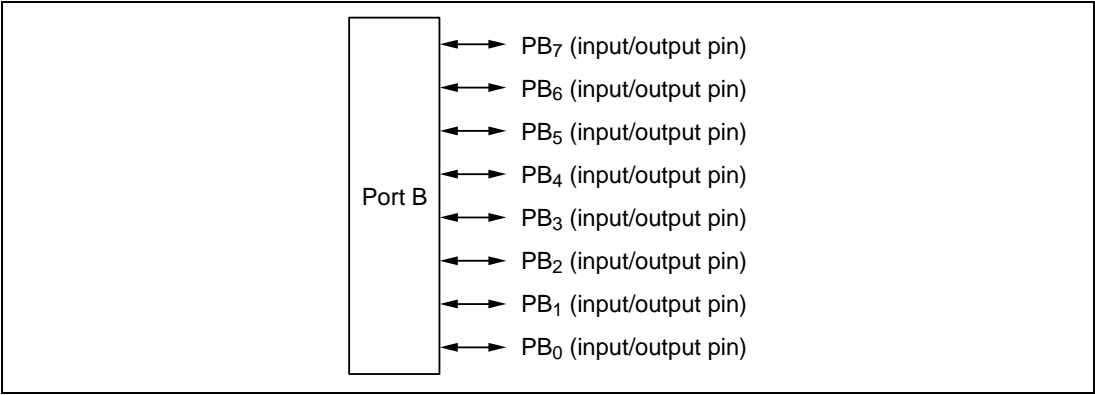 PB7 (input/output pin)
PB6 (input/output pin)
PB5 (input/output pin)
PB4 (input/output pin)
Port B
PB3 (input/output pin)
PB2 (input/output pin)
PB1 (input/output pin)
PB0 (input/output pin)